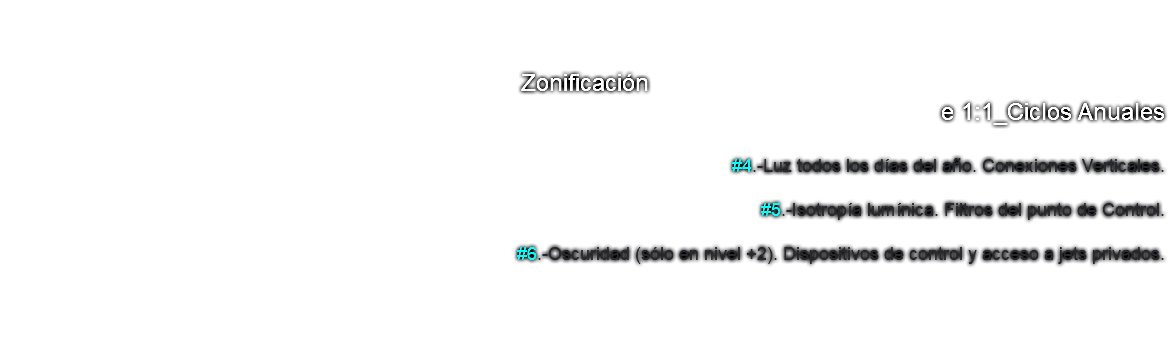 Zonificación
e 1:1_Ciclos Anuales
#4.-Luz todos los días del año. Conexiones Verticales.
#5.-Isotropía lumínica. Filtros del punto de Control.
#6.-Oscuridad (sólo en nivel +2). Dispositivos de control y acceso a jets privados.